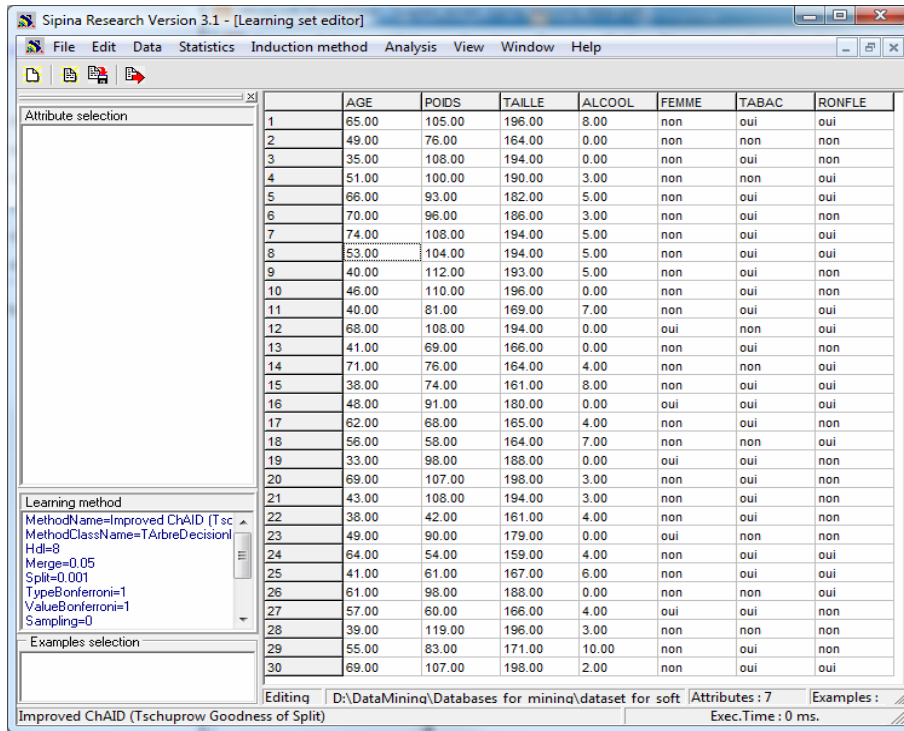 Sipina Research Version 3.1 - [Learning set editor]
File Edit Data Statistics Induction method Analysis View Window Help
Attribute selection
AGE POIDS TAILLE ALCOOL FEMME TABAC RONFLE
1 65.00 105.00 196.00 8.00 non oui oui
2 49.00 76.00 164.00 0.00 non non non
3 35.00 108.00 194.00 0.00 non oui non
4 51.00 100.00 190.00 3.00 non non oui
5 66.00 93.00 182.00 5.00 non oui oui
6 70.00 96.00 186.00 3.00 non oui non
7 74.00 108.00 194.00 5.00 non oui oui
8 53.00 104.00 194.00 5.00 non oui oui
9 40.00 112.00 193.00 5.00 non oui non
10 46.00 110.00 196.00 0.00 non oui non
11 40.00 81.00 169.00 7.00 non oui oui
12 68.00 108.00 194.00 0.00 oui non oui
13 41.00 69.00 166.00 0.00 non oui non
14 71.00 76.00 164.00 4.00 non non oui
15 38.00 74.00 161.00 8.00 non oui oui
16 48.00 91.00 180.00 0.00 oui oui oui
17 62.00 68.00 165.00 4.00 non oui non
18 56.00 58.00 164.00 7.00 non non oui
19 33.00 98.00 188.00 0.00 oui oui non
20 69.00 107.00 198.00 3.00 non oui non
21 43.00 108.00 194.00 3.00 non oui non
22 38.00 42.00 161.00 4.00 non oui non
23 49.00 90.00 179.00 0.00 oui oui non
24 64.00 54.00 159.00 4.00 non oui oui
25 41.00 61.00 167.00 6.00 non oui oui
26 61.00 98.00 188.00 0.00 non non oui
27 57.00 60.00 166.00 4.00 oui oui non
28 39.00 119.00 196.00 3.00 non non non
29 55.00 83.00 171.00 10.00 non oui oui
30 69.00 107.00 198.00 2.00 non oui oui
Learning method
MethodName=Improved ChAID (Tsc
MethodClassName=TArbreDecisionI
Hdl=8
Merge=0.05
Split=0.001
TypeBonferroni=1
ValueBonferroni=1
Sampling=0
Examples selection
Editing D:\DataMining\Databases for mining\dataset for soft Attributes : 7 Examples :
Improved ChAID (Tschuprow Goodness of Split) Exec.Time : 0 ms.